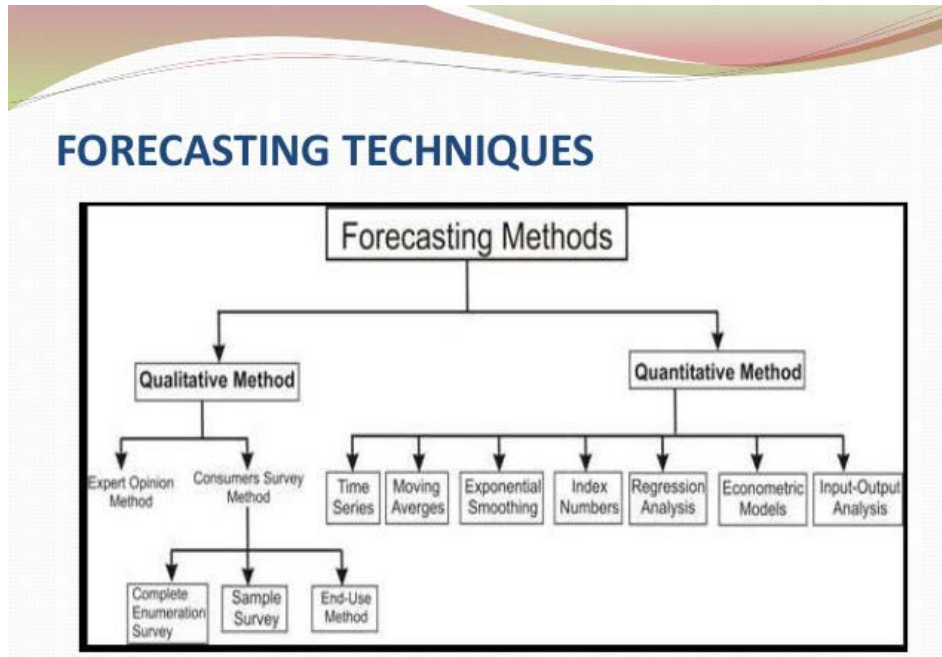 FORECASTING TECHNIQUES
Forecasting Methods
Qualitative Method
Quantitative Method
Expert Opinion
Method
Consumers Survey
Method
Time
Series
Moving
Averges
Exponential
Smoothing
Index
Numbers
Regression
Analysis
Econometric
Models
Input-Output
Analysis
Complete
Enumeration
Survey
Sample
Survey
End-Use
Method